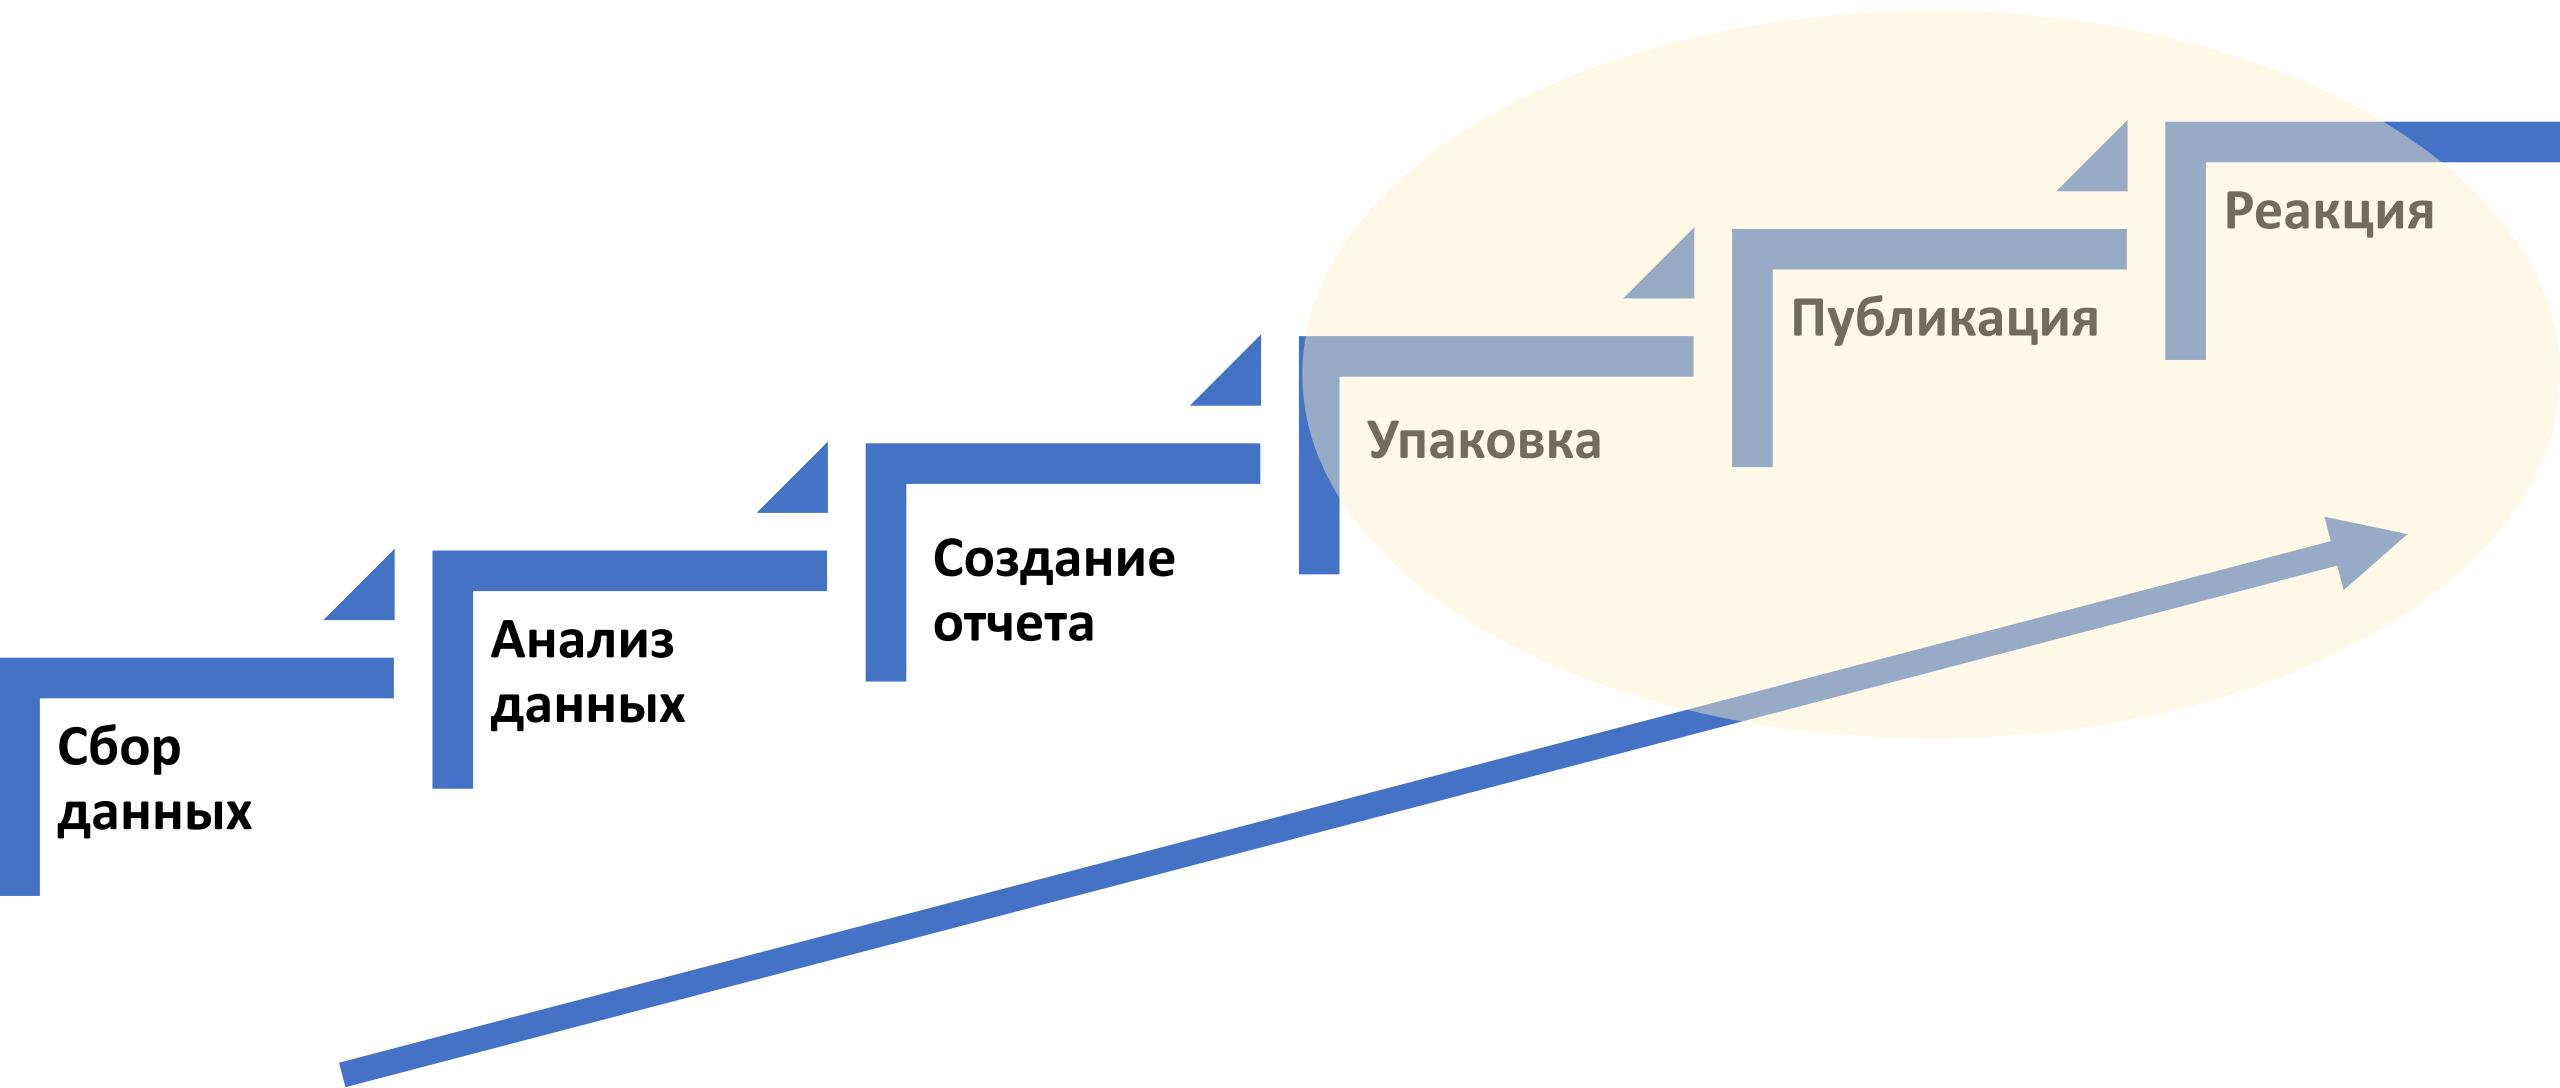 Сбор
данных
Анализ
данных
Создание
отчета
Упаковка
Публикация
Реакция